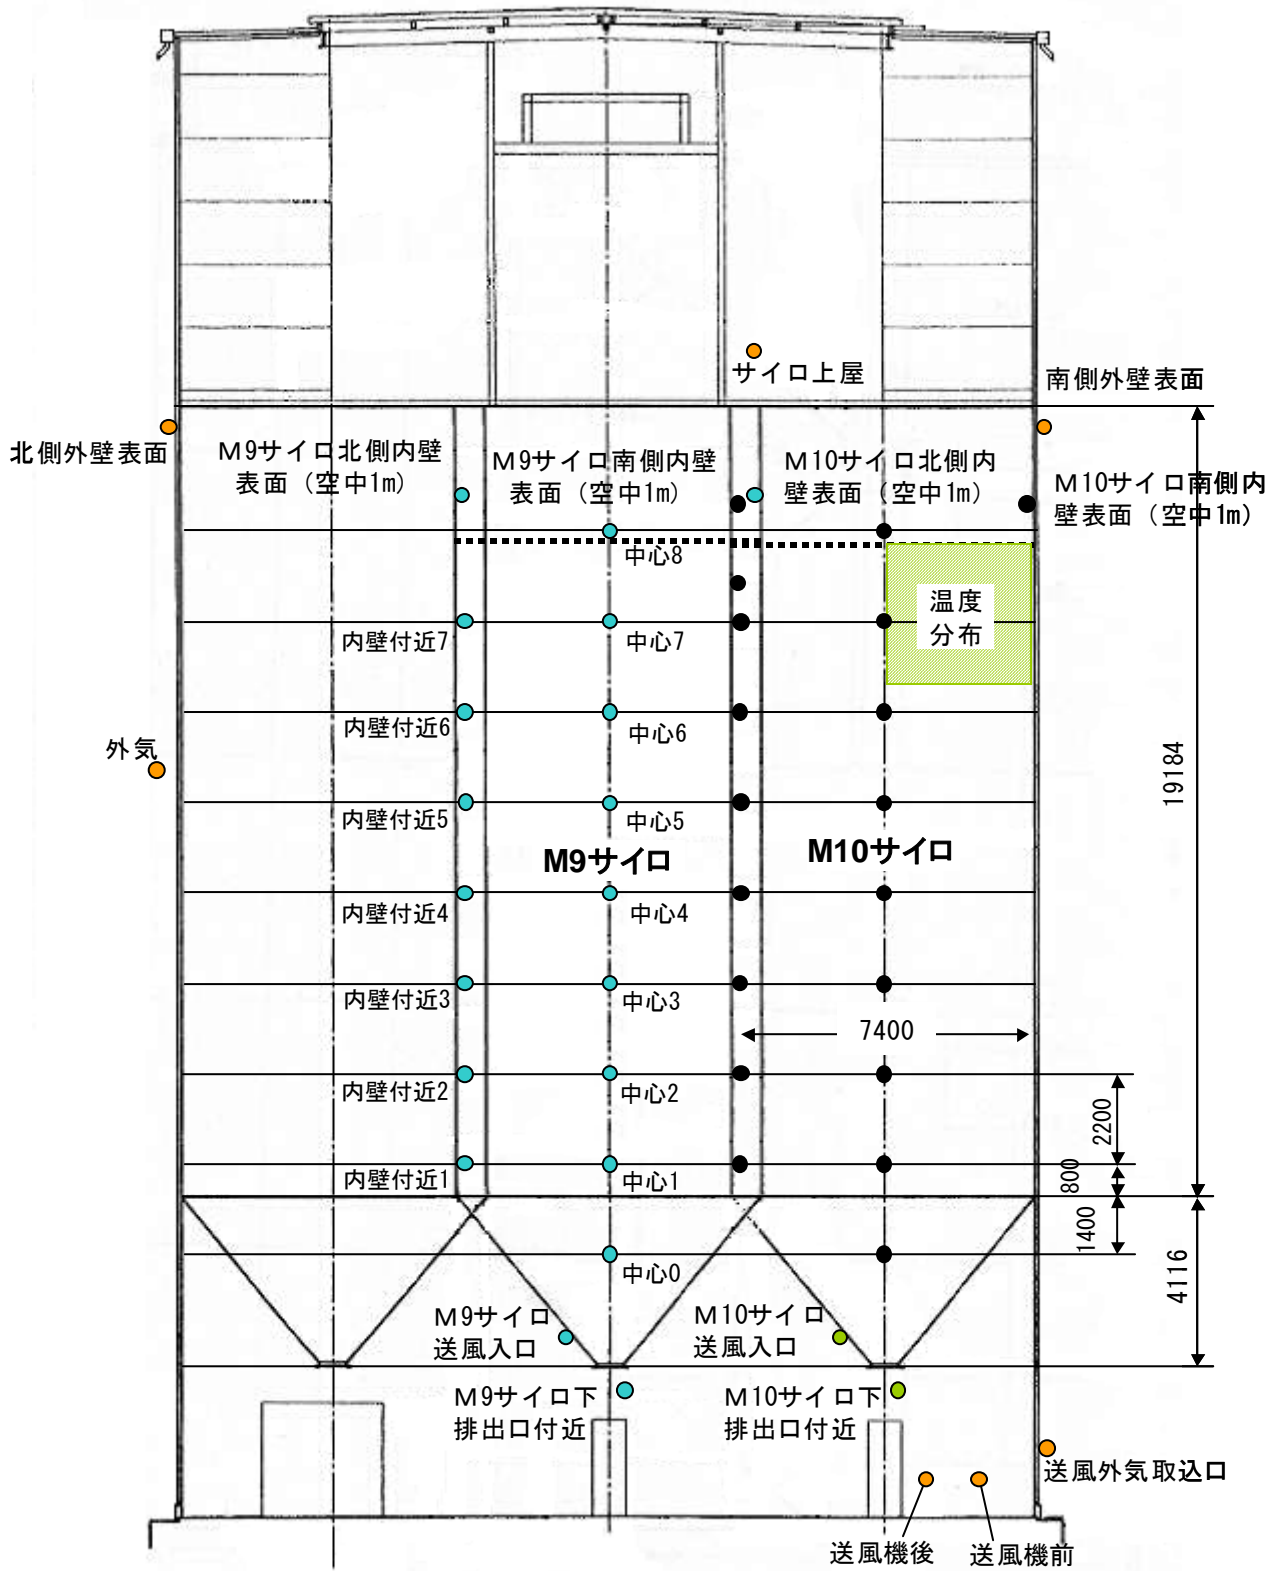 サイロ上屋
南側外壁表面
北側外壁表面
M9サイロ北側内壁
表面（空中1m）
M9サイロ南側内壁
表面（空中1m）
M10サイロ北側内
壁表面（空中1m）
M10サイロ南側内
壁表面（空中1m）
中心8
温度
分布
内壁付近7
中心7
内壁付近6
中心6
外気
19184
内壁付近5
中心5
M9サイロ
M10サイロ
内壁付近4
中心4
内壁付近3
中心3
7400
内壁付近2
中心2
2200
内壁付近1
中心1
800
1400
中心0
4116
M9サイロ
送風入口
M10サイロ
送風入口
M9サイロ下
排出口付近
M10サイロ下
排出口付近
送風外気取込口
送風機後
送風機前